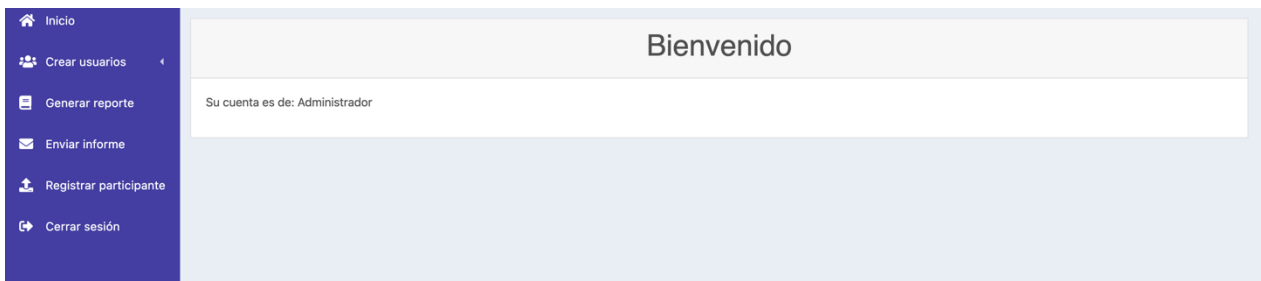 Inicio
Crear usuarios
Generar reporte
Enviar informe
Registrar participante
Cerrar sesión
Bienvenido
Su cuenta es de: Administrador